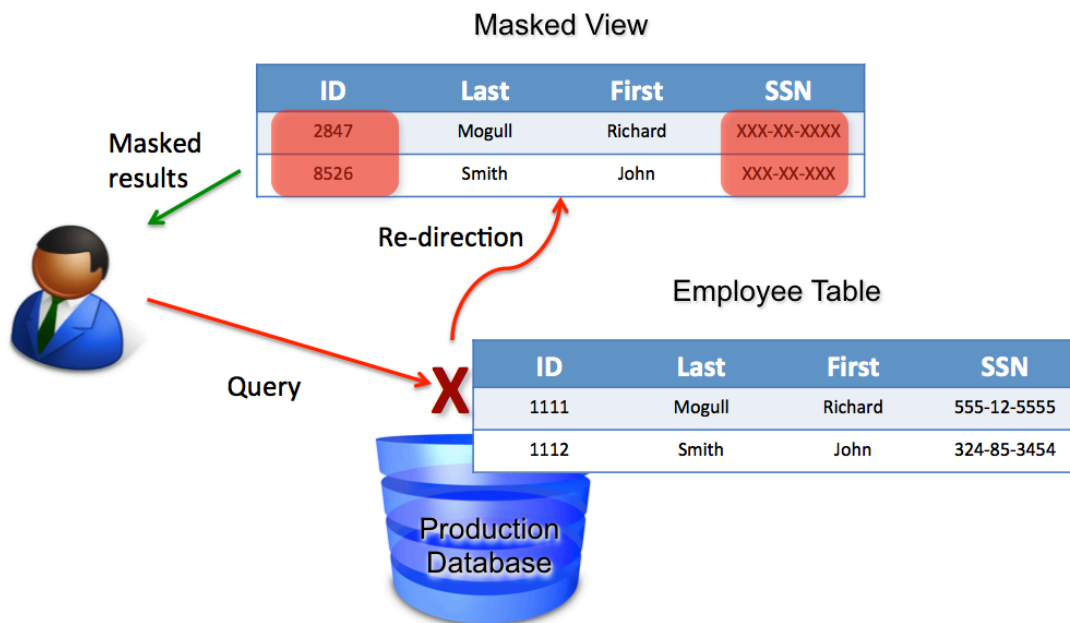 Masked View
ID Last First SSN
2847 Mogull Richard XXX-XX-XXXX
8526 Smith John XXX-XX-XXX
Masked
results
Re-direction
Employee Table
Query
X
ID Last First SSN
1111 Mogull Richard 555-12-5555
1112 Smith John 324-85-3454
Production
Database